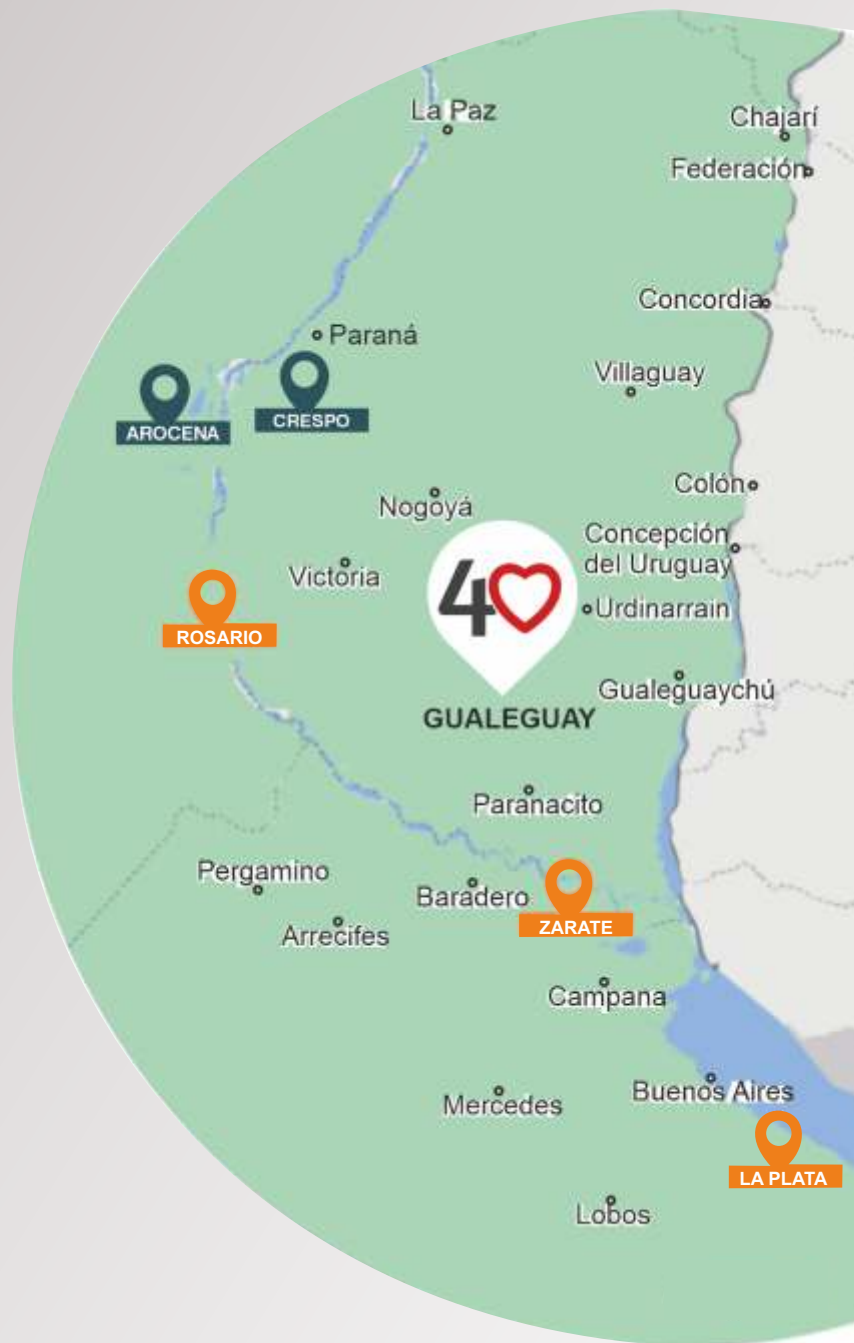 La Paz
Chajarí
Federación
Concordia
Paraná
Villaguay
AROCENA
CRESPO
Colón
Nogoyá
Concepción
del Uruguay
Victoria
40
Urdinarrain
ROSARIO
Gualeguaychú
GUALEGUAY
Paranacito
Pergamino
Baradero
ZARATE
Arrecifes
Campana
Buenos Aires
Mercedes
LA PLATA
Lobos